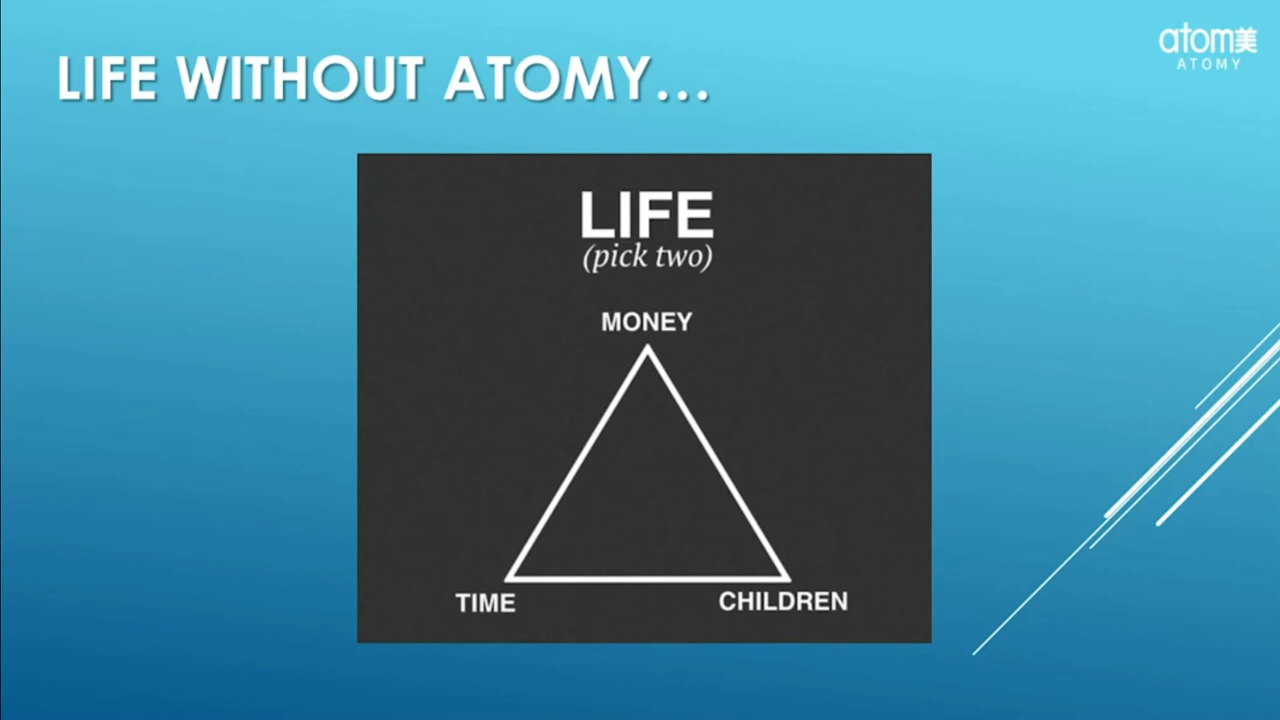 LIFE WITHOUT ATOMY...
atom美
ATOMY
LIFE
(pick two)
MONEY
TIME
CHILDREN